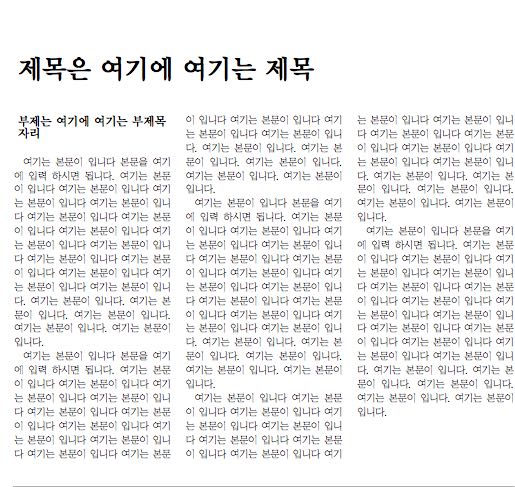 제목은 여기에 여기는 제목
부제는 여기에 여기는 부제목
자리
여기는 본문이 입니다 본문을 여기
에 입력 하시면 됩니다. 여기는 본문
이 입니다 여기는 본문이 입니다 여기
는 본문이 입니다 여기는 본문이 입니
다 여기는 본문이 입니다 여기는 본문
이 입니다 여기는 본문이 입니다 여기
는 본문이 입니다 여기는 본문이 입니
다 여기는 본문이 입니다 여기는 본문
이 입니다 여기는 본문이 입니다 여기
는 본문이 입니다 여기는 본문이 입니
다. 여기는 본문이 입니다. 여기는 본
문이 입니다. 여기는 본문이 입니다.
여기는 본문이 입니다. 여기는 본문이
입니다.
여기는 본문이 입니다 본문을 여기
에 입력 하시면 됩니다. 여기는 본문
이 입니다 여기는 본문이 입니다 여기
는 본문이 입니다 여기는 본문이 입니
다 여기는 본문이 입니다 여기는 본문
이 입니다 여기는 본문이 입니다 여기
는 본문이 입니다 여기는 본문이 입니
다 여기는 본문이 입니다 여기는 본문
이 입니다 여기는 본문이 입니다 여기
는 본문이 입니다 여기는 본문이 입니
다. 여기는 본문이 입니다. 여기는 본
문이 입니다. 여기는 본문이 입니다.
여기는 본문이 입니다. 여기는 본문이
입니다.
여기는 본문이 입니다 본문을 여기
에 입력 하시면 됩니다. 여기는 본문
이 입니다 여기는 본문이 입니다 여기
는 본문이 입니다 여기는 본문이 입니
다 여기는 본문이 입니다 여기는 본문
이 입니다 여기는 본문이 입니다 여기
는 본문이 입니다 여기는 본문이 입니
다 여기는 본문이 입니다 여기는 본문
이 입니다 여기는 본문이 입니다 여기
는 본문이 입니다 여기는 본문이 입니
다. 여기는 본문이 입니다. 여기는 본
문이 입니다. 여기는 본문이 입니다.
여기는 본문이 입니다. 여기는 본문이
입니다.
여기는 본문이 입니다 여기는 본문
이 입니다 여기는 본문이 입니다 여기
는 본문이 입니다 여기는 본문이 입니
다 여기는 본문이 입니다 여기는 본문
이 입니다 여기는 본문이 입니다 여기
는 본문이 입니다 여기는 본문이 입니
다 여기는 본문이 입니다 여기는 본문
이 입니다 여기는 본문이 입니다 여기
는 본문이 입니다 여기는 본문이 입니
다. 여기는 본문이 입니다. 여기는 본
문이 입니다. 여기는 본문이 입니다.
여기는 본문이 입니다. 여기는 본문이
입니다.
여기는 본문이 입니다 본문을 여기
에 입력 하시면 됩니다. 여기는 본문
이 입니다 여기는 본문이 입니다 여기
는 본문이 입니다 여기는 본문이 입니
다 여기는 본문이 입니다 여기는 본문
이 입니다 여기는 본문이 입니다 여기
는 본문이 입니다 여기는 본문이 입니
다 여기는 본문이 입니다 여기는 본문
이 입니다 여기는 본문이 입니다 여기
는 본문이 입니다 여기는 본문이 입니
다. 여기는 본문이 입니다. 여기는 본
문이 입니다. 여기는 본문이 입니다.
여기는 본문이 입니다. 여기는 본문이
입니다.